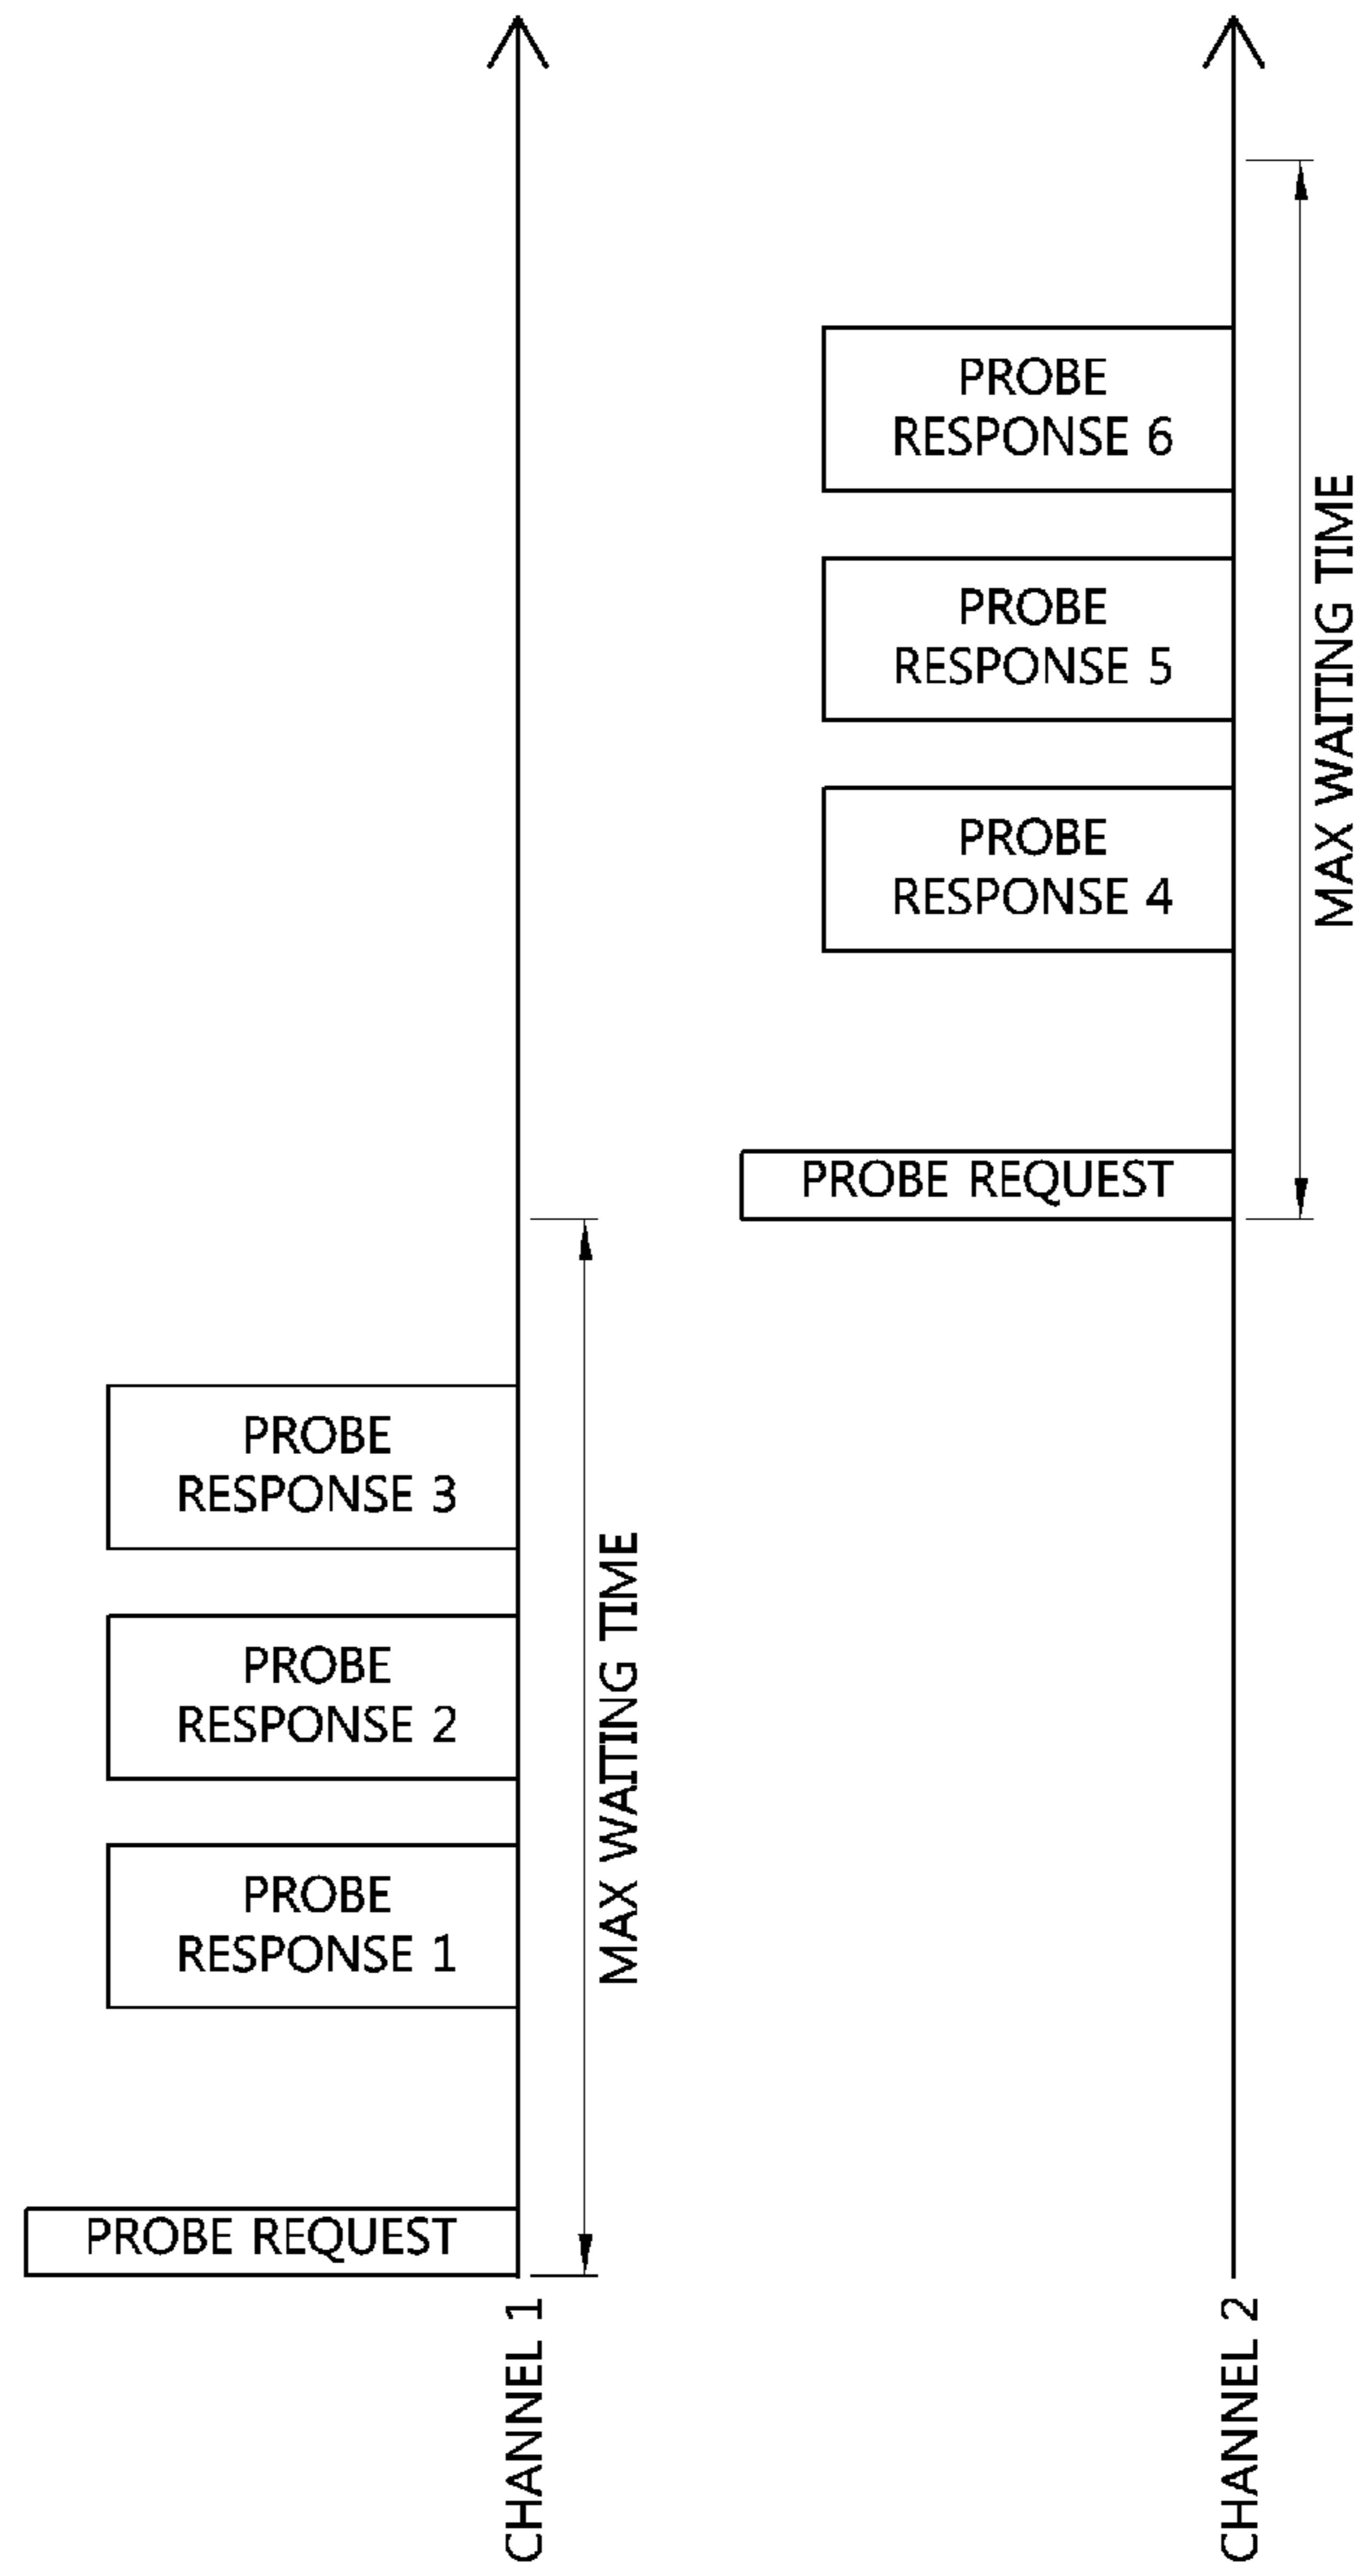 PROBE
RESPONSE 6
PROBE
RESPONSE 5
PROBE
RESPONSE 4
PROBE REQUEST
MAX WAITING TIME
PROBE
RESPONSE 3
PROBE
RESPONSE 2
PROBE
RESPONSE 1
PROBE REQUEST
MAX WAITING TIME
CHANNEL 1
CHANNEL 2